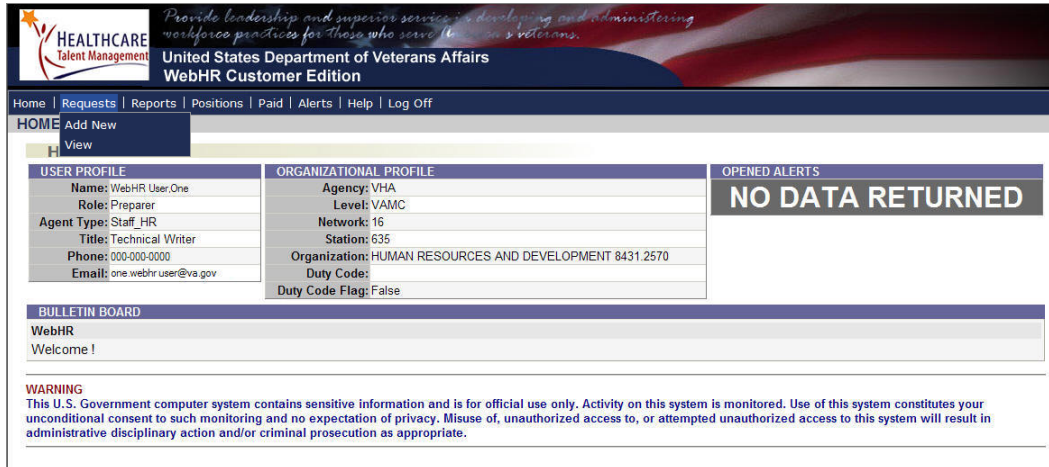 HEALTHCARE
Talent Management
Provide leadership and superior service in developing and administering
workforce practices for those who serve veterans.
United States Department of Veterans Affairs
WebHR Customer Edition
Home | Requests | Reports | Positions | Paid | Alerts | Help | Log Off
HOME
Add New
View
H
USER PROFILE
Name: WebHR User,One
Role: Preparer
Agent Type: Staff_HR
Title: Technical Writer
Phone: 000-000-0000
Email: one.webhr user@va.gov
ORGANIZATIONAL PROFILE
Agency: VHA
Level: VAMC
Network: 16
Station: 635
Organization: HUMAN RESOURCES AND DEVELOPMENT 8431.2570
Duty Code:
Duty Code Flag: False
OPENED ALERTS
NO DATA RETURNED
BULLETIN BOARD
WebHR
Welcome !
WARNING
This U.S. Government computer system contains sensitive information and is for official use only. Activity on this system is monitored. Use of this system constitutes your
unconditional consent to such monitoring and no expectation of privacy. Misuse of, unauthorized access to, or attempted unauthorized access to this system will result in
administrative disciplinary action and/or criminal prosecution as appropriate.